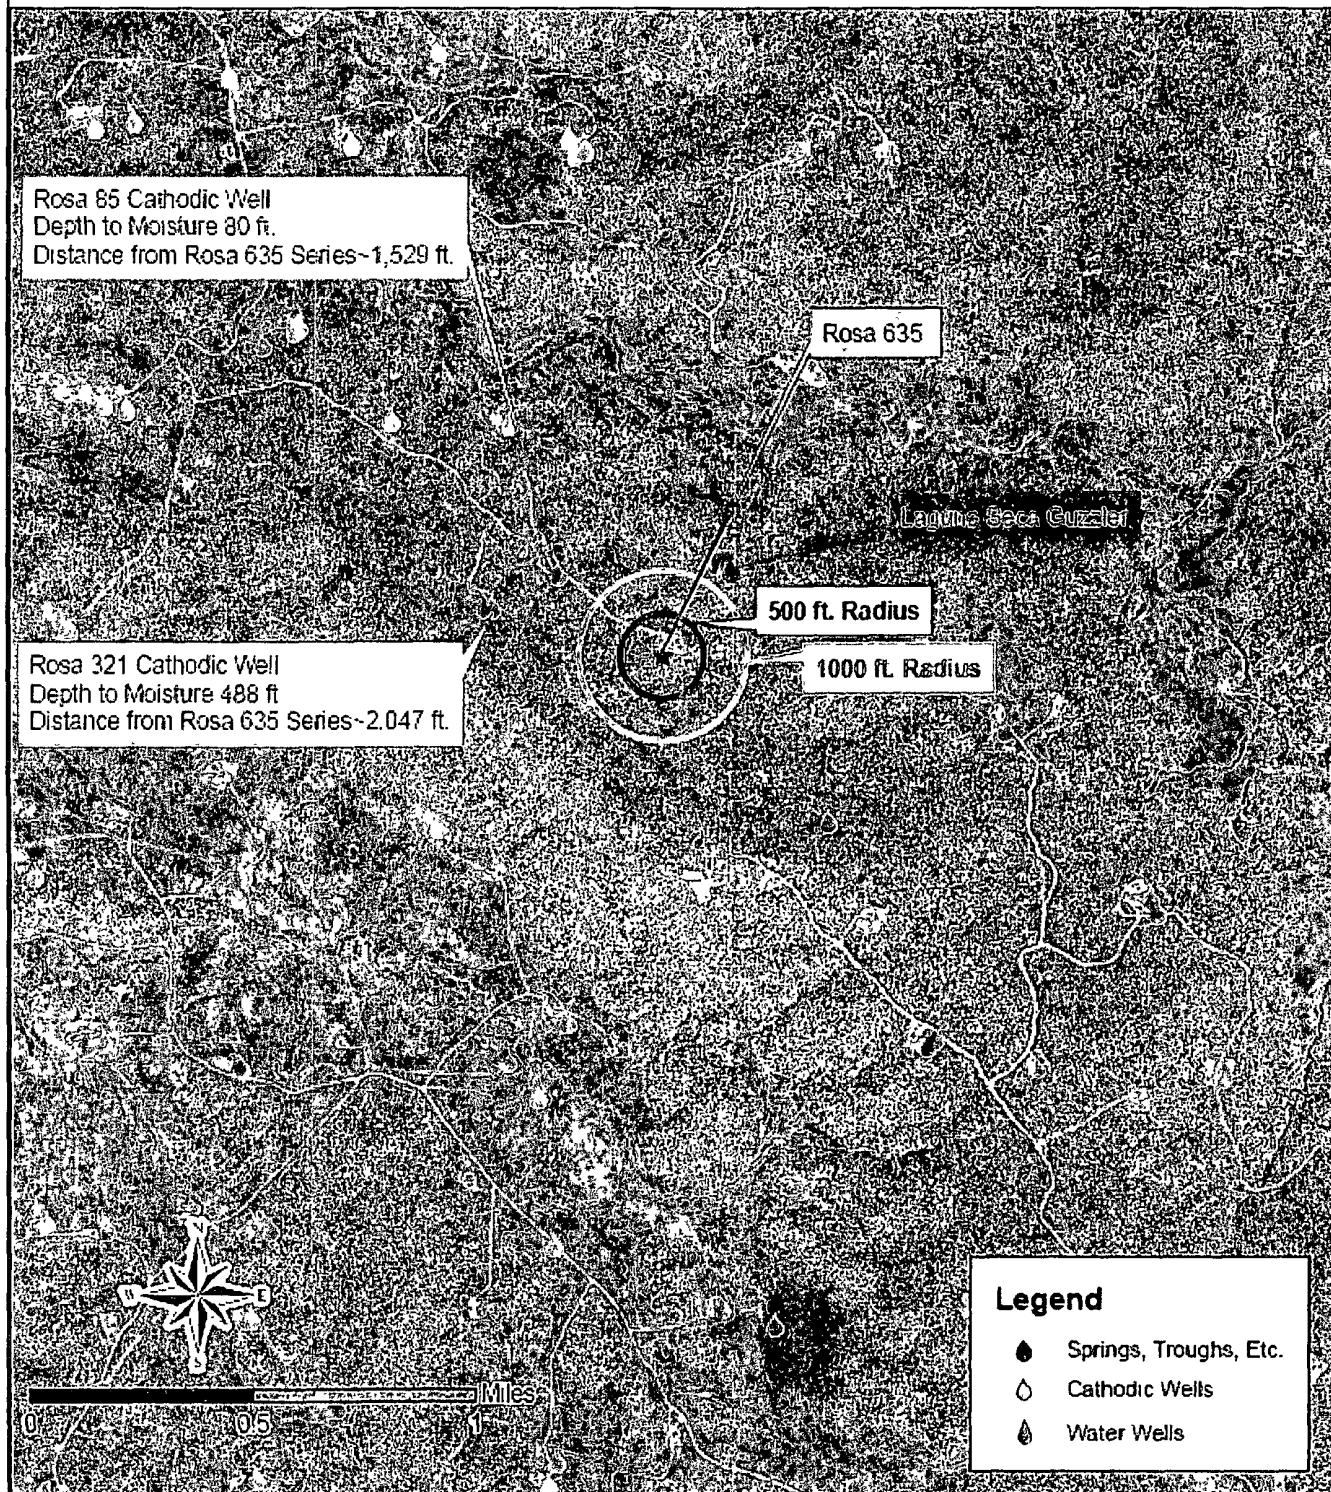 Rosa 85 Cathodic Well
Depth to Moisture 80 ft.
Distance from Rosa 635 Series~1,529 ft.
Rosa 635
Laguna Seca Guzzler
500 ft. Radius
1000 ft. Radius
Rosa 321 Cathodic Well
Depth to Moisture 488 ft
Distance from Rosa 635 Series~2.047 ft.
N
W
E
S
Miles
0
0.5
1
Legend
Springs, Troughs, Etc.
Cathodic Wells
Water Wells